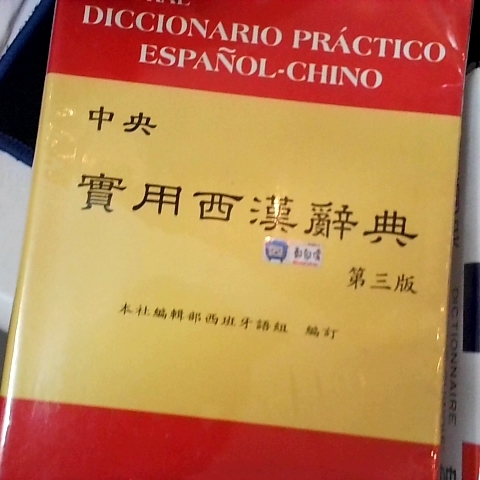 DICCIONARIO PRÁCTICO
ESPAÑOL-CHINO
中央
實用西漢辭典
第三版
本社編輯部西班牙語組 編訂
DICTIONNAIRE